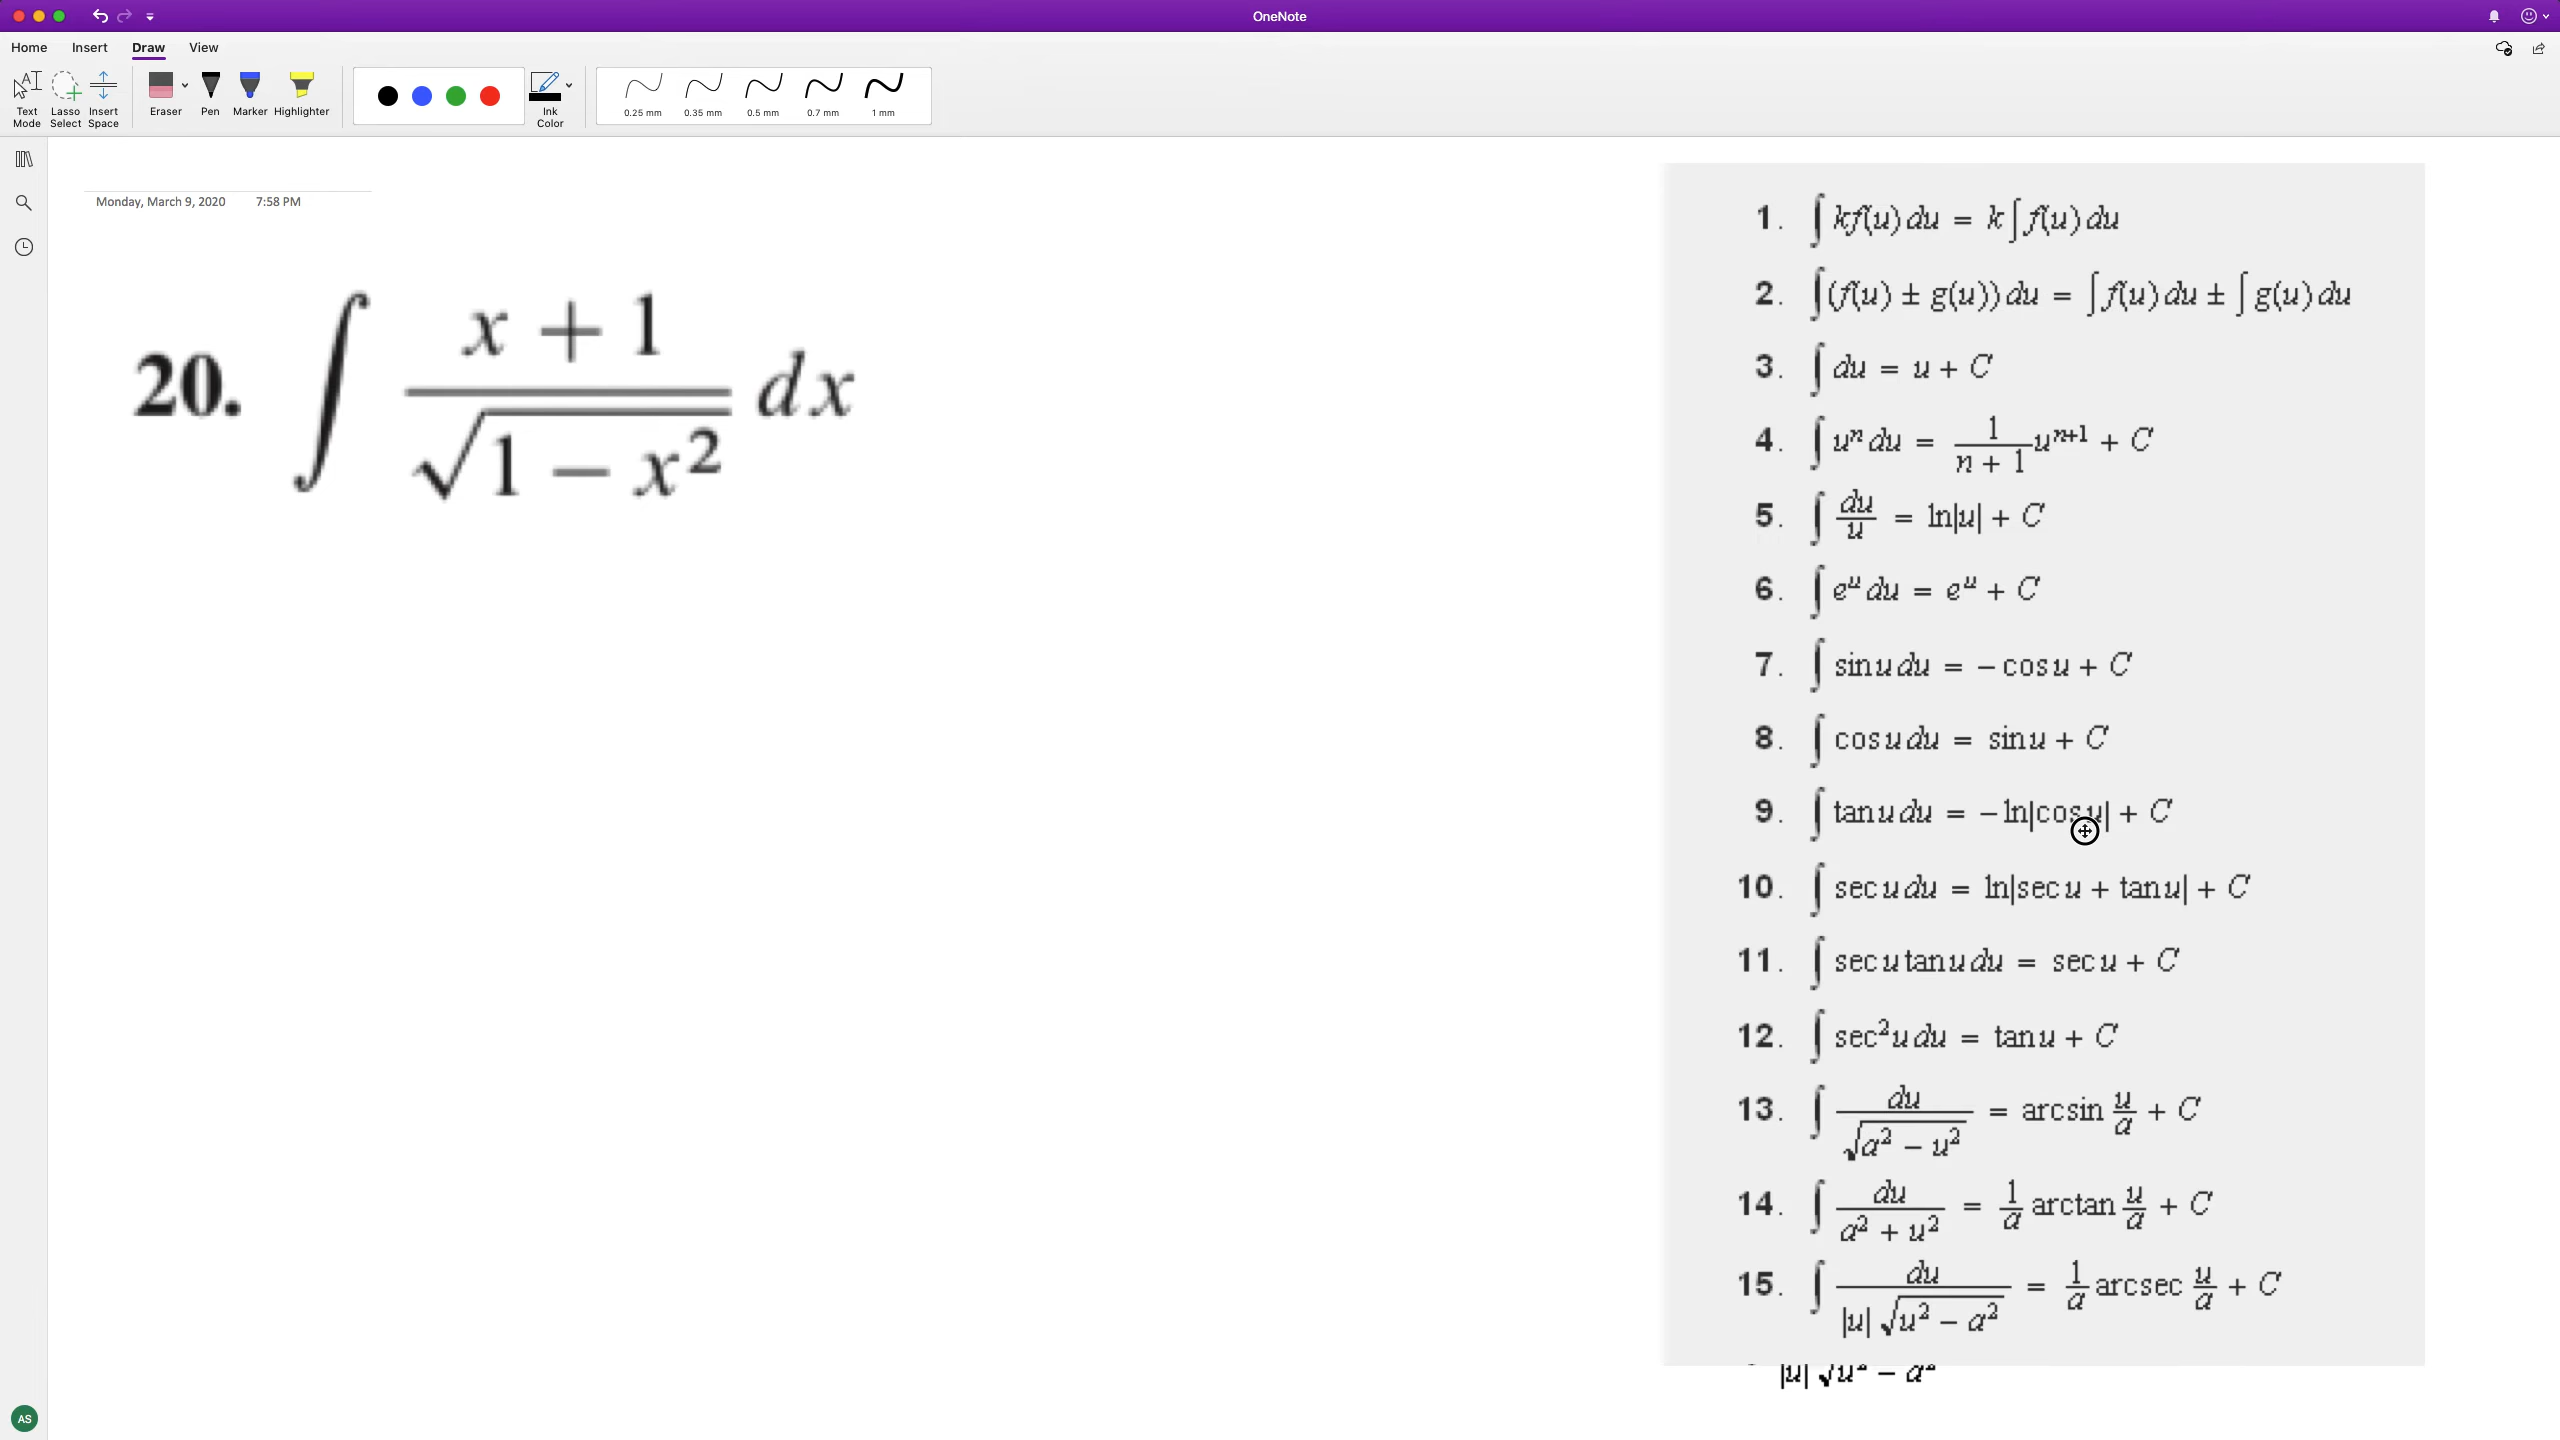 OneNote
Home Insert Draw View
Text Mode
Lasso Select
Insert Space
Eraser
Pen
Marker
Highlighter
Ink Color
0.25 mm
0.35 mm
0.5 mm
0.7 mm
1 mm
Monday, March 9, 2020 7:58 PM
20. ∫ (x + 1)/√(1 − x²) dx
1. ∫ kf(u) du = k ∫ f(u) du
2. ∫ (f(u) ± g(u)) du = ∫ f(u) du ± ∫ g(u) du
3. ∫ du = u + C
4. ∫ uⁿ du = 1/(n + 1) uⁿ⁺¹ + C
5. ∫ du/u = ln|u| + C
6. ∫ eᵘ du = eᵘ + C
7. ∫ sin u du = − cos u + C
8. ∫ cos u du = sin u + C
9. ∫ tan u du = − ln|cos u| + C
10. ∫ sec u du = ln|sec u + tan u| + C
11. ∫ sec u tan u du = sec u + C
12. ∫ sec² u du = tan u + C
13. ∫ du/√(a² − u²) = arcsin u/a + C
14. ∫ du/(a² + u²) = 1/a arctan u/a + C
15. ∫ du/(|u| √(u² − a²)) = 1/a arcsec u/a + C
|u| √u² − a²
AS